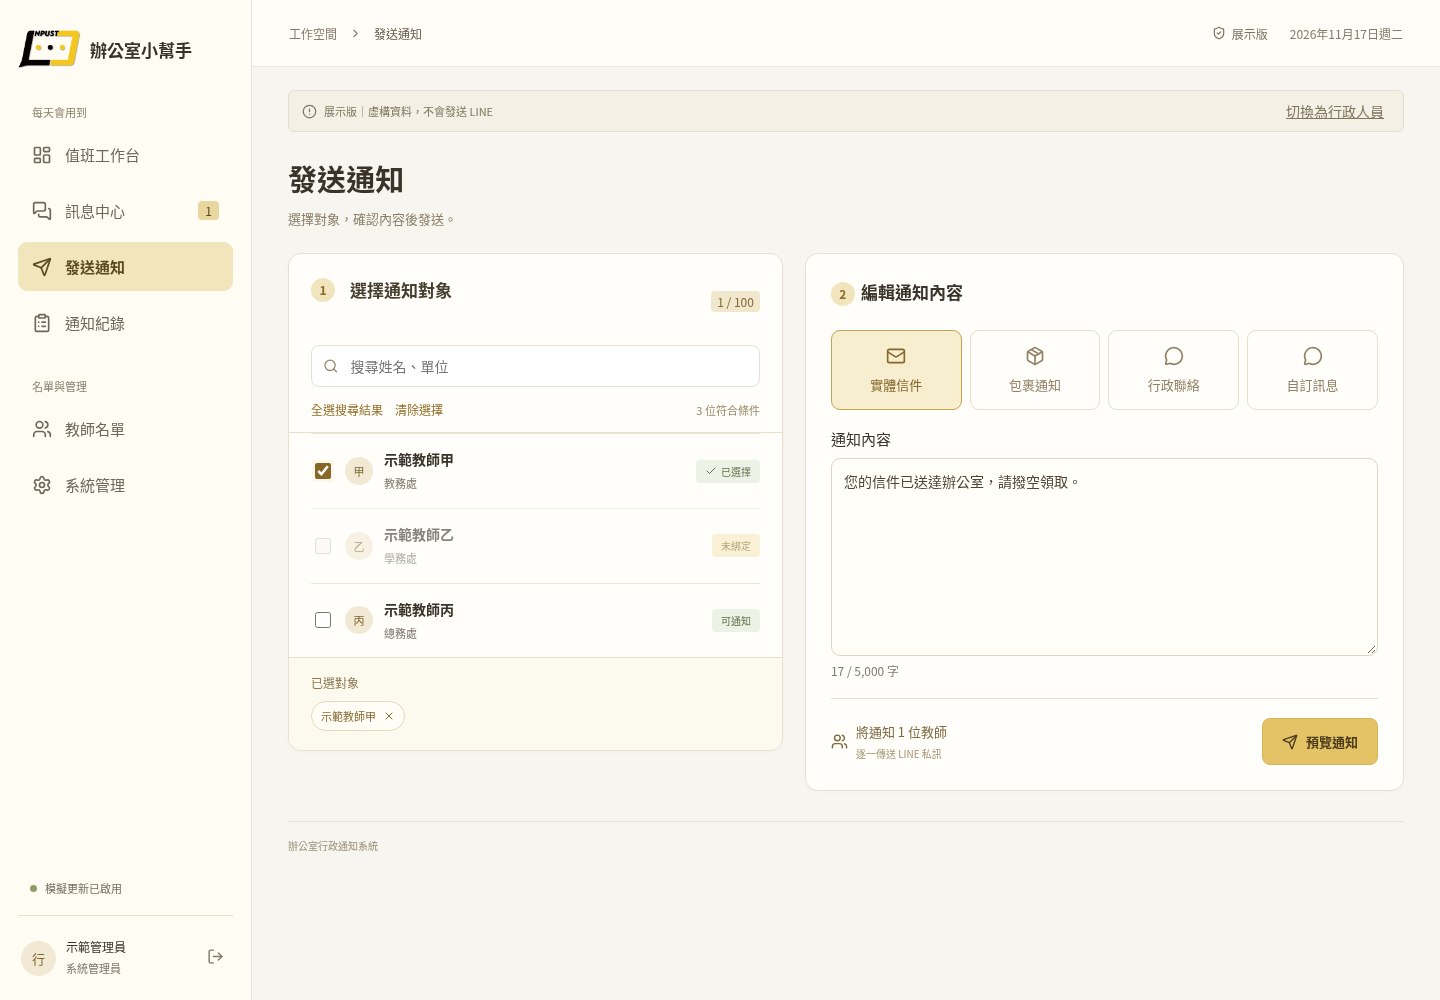 HPUST
辦公室小幫手
每天會用到
值班工作台
訊息中心
1
發送通知
通知紀錄
名單與管理
教師名單
系統管理
模擬更新已啟用
行
示範管理員
系統管理員
工作空間
發送通知
展示版
2026年11月17日週二
展示版｜虛構資料，不會發送 LINE
切換為行政人員
發送通知
選擇對象，確認內容後發送。
1
選擇通知對象
1 / 100
搜尋姓名、單位
全選搜尋結果
清除選擇
3 位符合條件
甲
示範教師甲
教務處
已選擇
乙
示範教師乙
學務處
未綁定
丙
示範教師丙
總務處
可通知
已選對象
示範教師甲
2
編輯通知內容
實體信件
包裹通知
行政聯絡
自訂訊息
通知內容
您的信件已送達辦公室，請撥空領取。
17 / 5,000 字
將通知 1 位教師
逐一傳送 LINE 私訊
預覽通知
辦公室行政通知系統